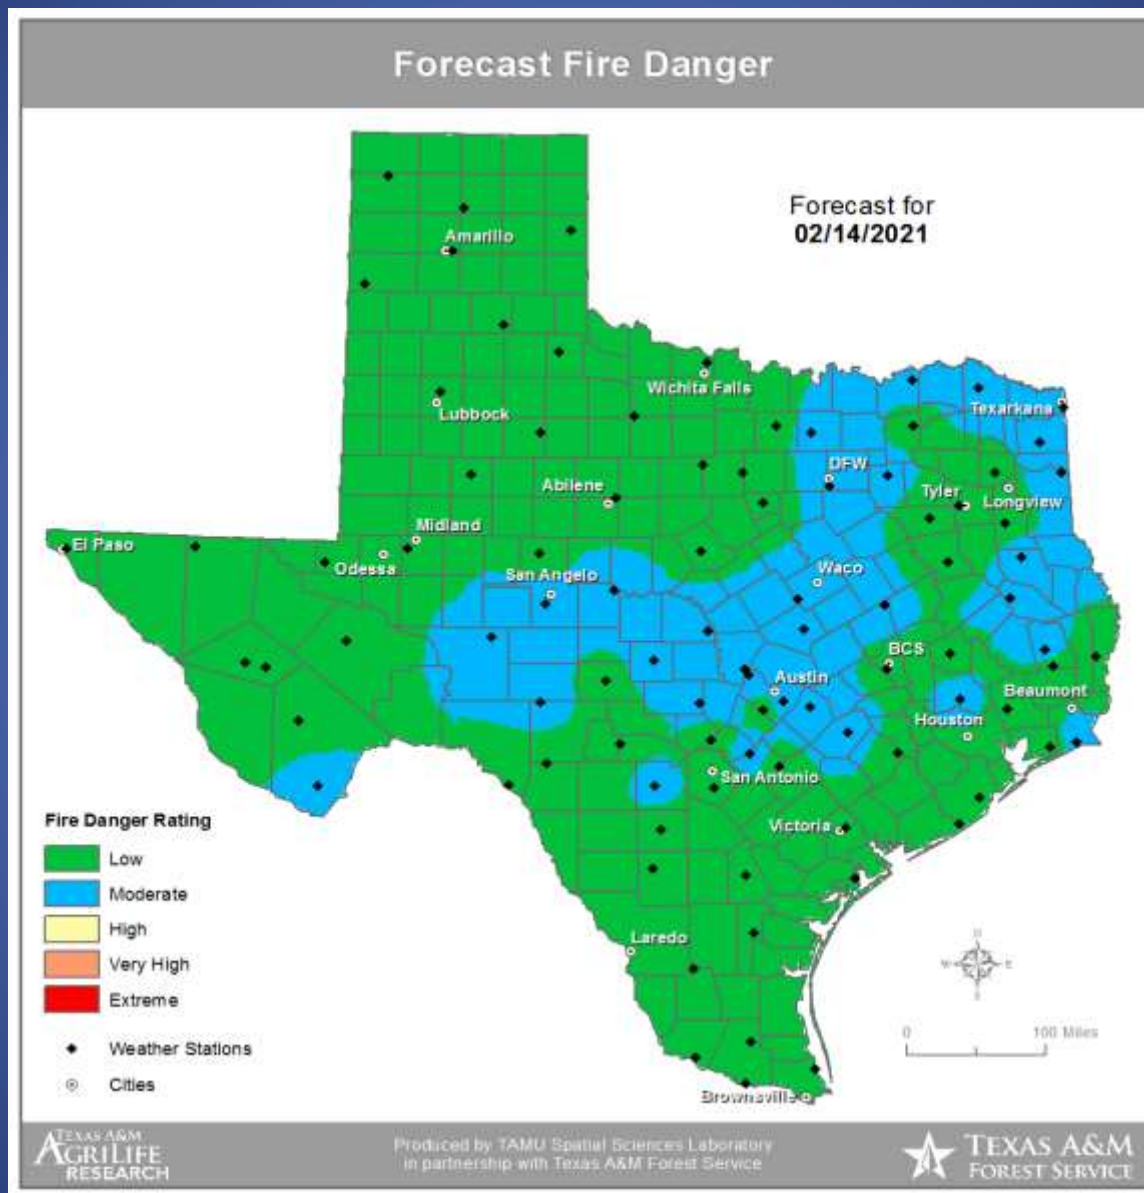 Forecast Fire Danger
Forecast for
02/14/2021
Amarillo
Wichita Falls
Lubbock
Texarkana
DFW
Abilene
Tyler
Longview
Midland
El Paso
Odessa
San Angelo
Waco
BCS
Austin
Beaumont
Houston
San Antonio
Victoria
Laredo
Brownsville
Fire Danger Rating
Low
Moderate
High
Very High
Extreme
Weather Stations
Cities
W E
S
0 100 Miles
TEXAS A&M
AGRILIFE
RESEARCH
Produced by TAMU Spatial Sciences Laboratory
in partnership with Texas A&M Forest Service
TEXAS A&M
FOREST SERVICE